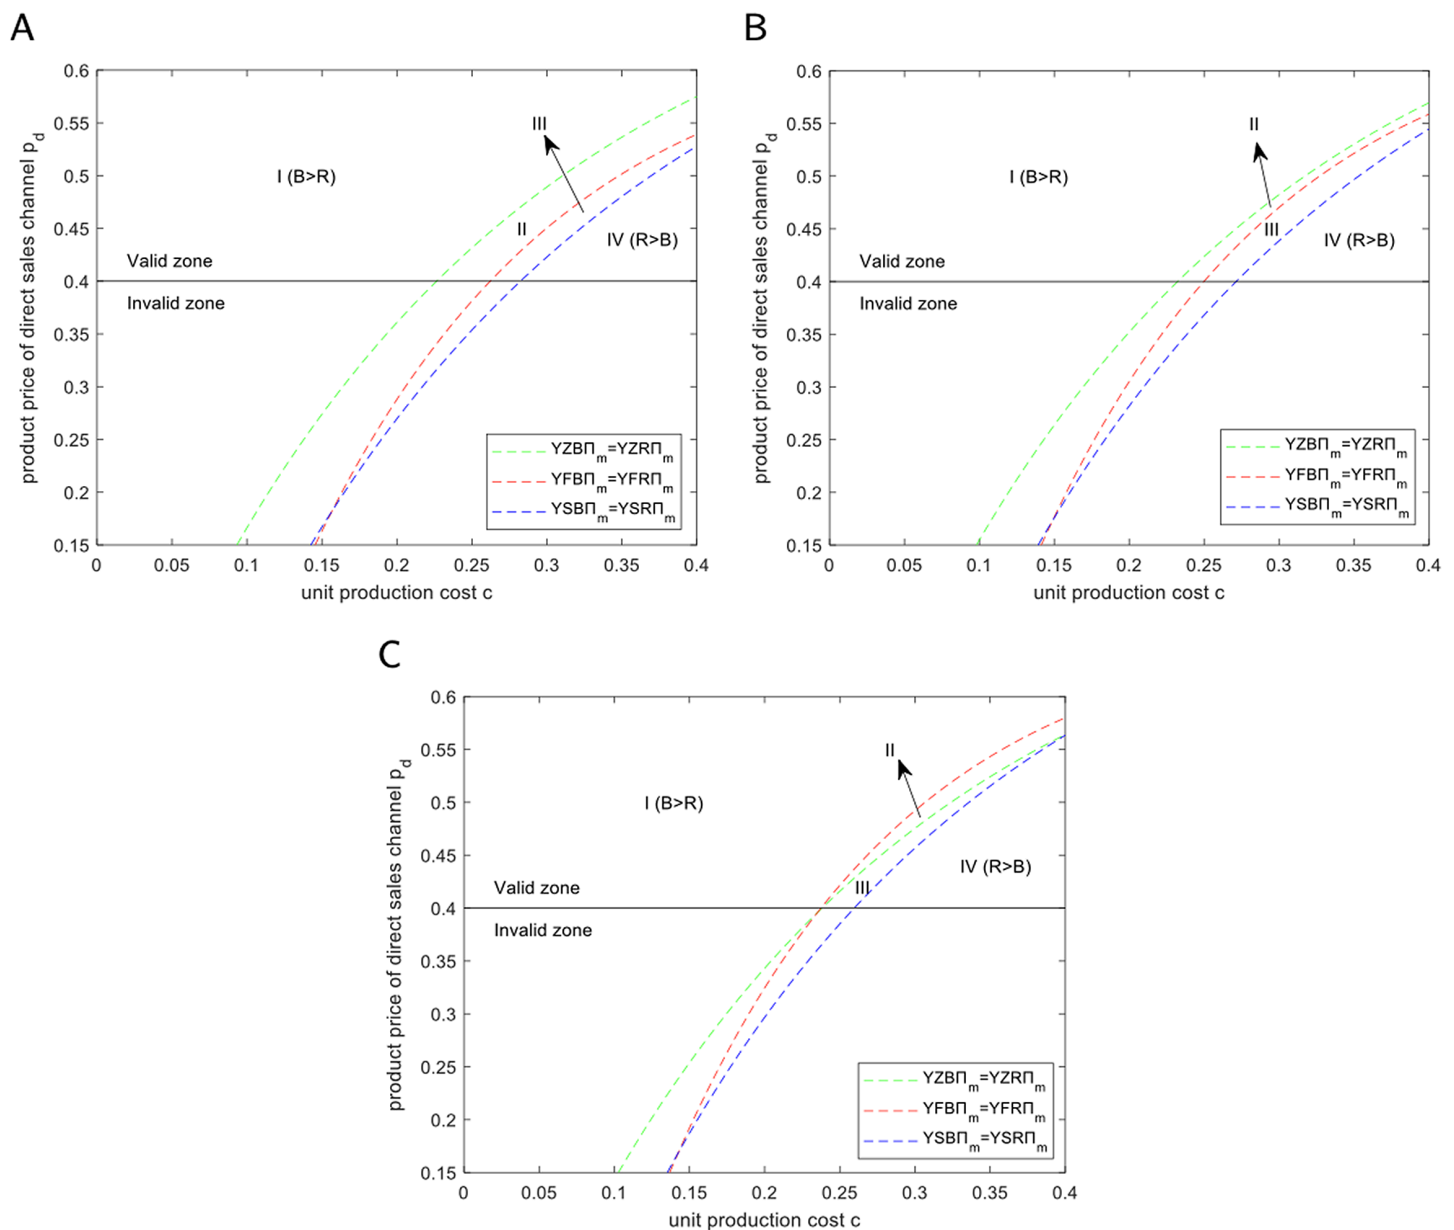 A
0.6
0.55
0.5
0.45
0.4
0.35
0.3
0.25
0.2
0.15
0
0.05
0.1
0.15
0.2
0.25
0.3
0.35
0.4
product price of direct sales channel p_d
unit production cost c
III
I (B>R)
II
IV (R>B)
Valid zone
Invalid zone
YZBΠ_m=YZRΠ_m
YFBΠ_m=YFRΠ_m
YSBΠ_m=YSRΠ_m
B
0.6
0.55
0.5
0.45
0.4
0.35
0.3
0.25
0.2
0.15
0
0.05
0.1
0.15
0.2
0.25
0.3
0.35
0.4
product price of direct sales channel p_d
unit production cost c
II
I (B>R)
III
IV (R>B)
Valid zone
Invalid zone
YZBΠ_m=YZRΠ_m
YFBΠ_m=YFRΠ_m
YSBΠ_m=YSRΠ_m
C
0.6
0.55
0.5
0.45
0.4
0.35
0.3
0.25
0.2
0.15
0
0.05
0.1
0.15
0.2
0.25
0.3
0.35
0.4
product price of direct sales channel p_d
unit production cost c
II
I (B>R)
IV (R>B)
III
Valid zone
Invalid zone
YZBΠ_m=YZRΠ_m
YFBΠ_m=YFRΠ_m
YSBΠ_m=YSRΠ_m